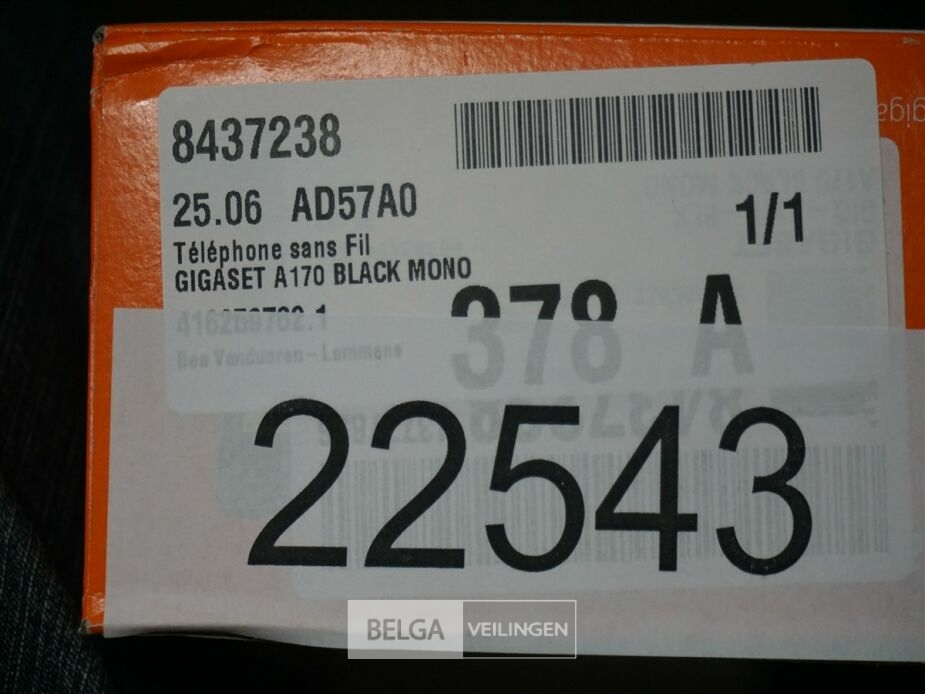 8437238
25.06 AD57A0
1/1
Téléphone sans Fil
GIGASET A170 BLACK MONO
378 A
22543
BELGA VEILINGEN